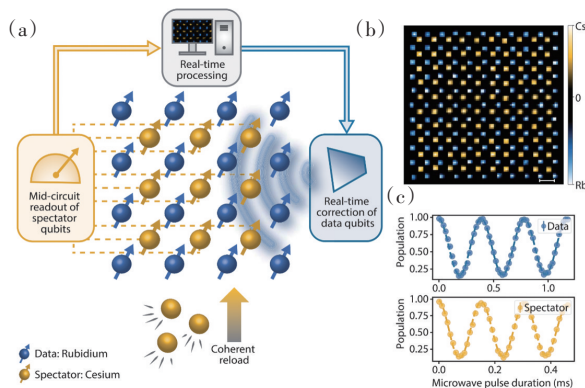 (a)
Real-time
processing
Mid-circuit
readout of
spectator
qubits
Real-time
correction of
data qubits
Coherent
reload
Data: Rubidium
Spectator: Cesium
(b)
Cs
0
Rb
(c)
Population
1.00
0.75
0.50
0.25
Data
0.0
0.5
1.0
Population
1.00
0.75
0.50
0.25
Spectator
0.0
0.2
0.4
Microwave pulse duration (ms)